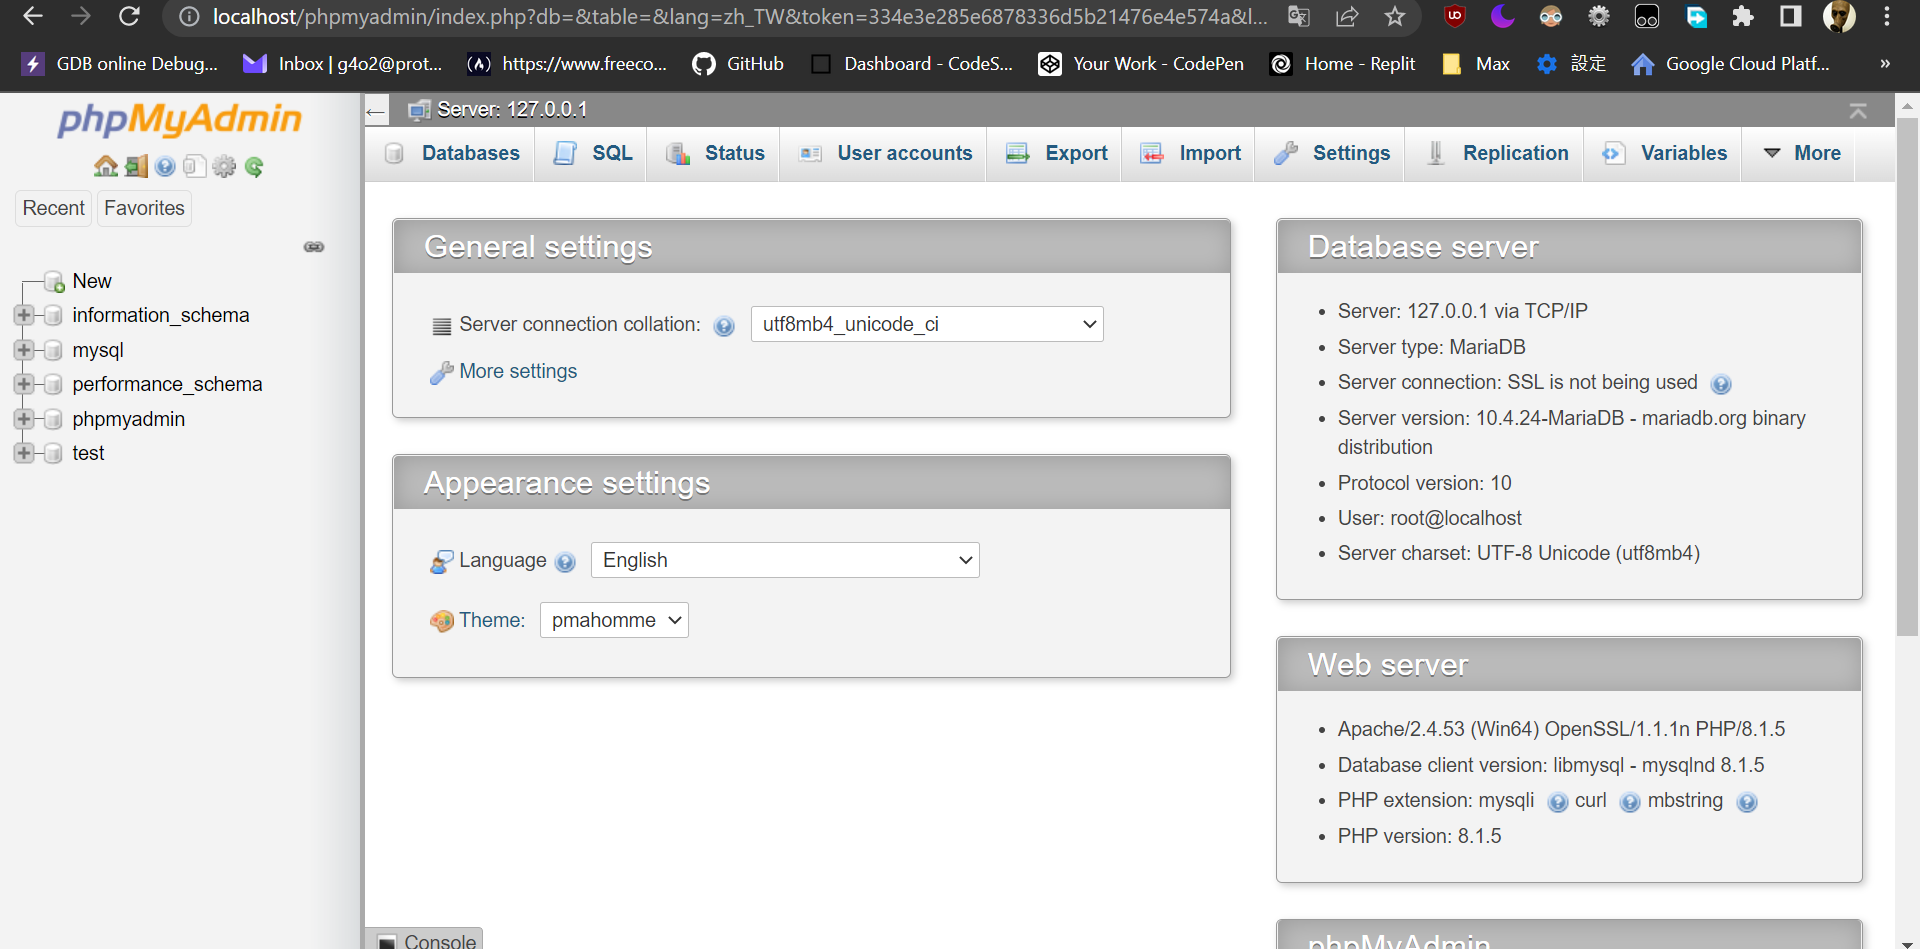 localhost/phpmyadmin/index.php?db=&table=&lang=zh_TW&token=334e3e285e6878336d5b21476e4e574a&l...
GDB online Debug... Inbox | g4o2@prot... https://www.freeco... GitHub Dashboard - CodeS... Your Work - CodePen Home - Replit Max 設定 Google Cloud Platf... »
phpMyAdmin
Recent Favorites
New
information_schema
mysql
performance_schema
phpmyadmin
test
Server: 127.0.0.1
Databases SQL Status User accounts Export Import Settings Replication Variables More
General settings
Server connection collation: utf8mb4_unicode_ci
More settings
Appearance settings
Language English
Theme: pmahomme
Database server
Server: 127.0.0.1 via TCP/IP
Server type: MariaDB
Server connection: SSL is not being used
Server version: 10.4.24-MariaDB - mariadb.org binary
distribution
Protocol version: 10
User: root@localhost
Server charset: UTF-8 Unicode (utf8mb4)
Web server
Apache/2.4.53 (Win64) OpenSSL/1.1.1n PHP/8.1.5
Database client version: libmysql - mysqlnd 8.1.5
PHP extension: mysqli curl mbstring
PHP version: 8.1.5
phpMyAdmin
Console